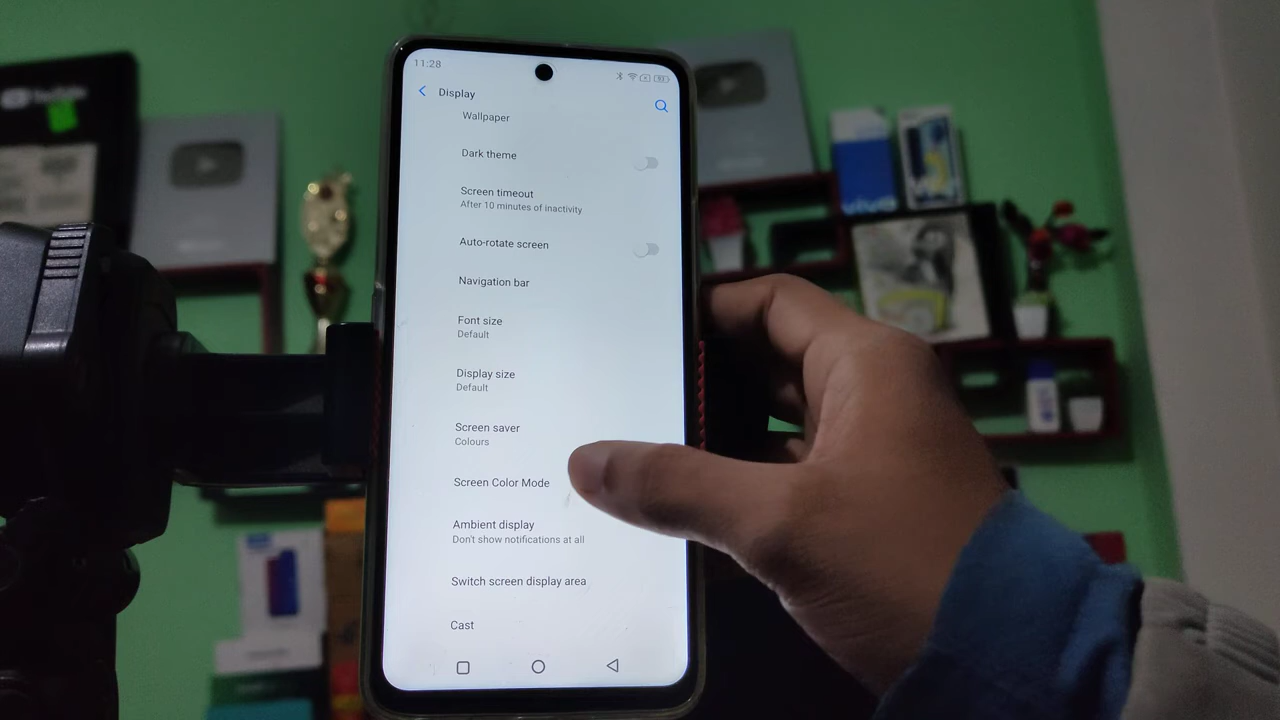 11:28
Display
Wallpaper
Dark theme
Screen timeout
After 10 minutes of inactivity
Auto-rotate screen
Navigation bar
Font size
Default
Display size
Default
Screen saver
Colours
Screen Color Mode
Ambient display
Don't show notifications at all
Switch screen display area
Cast
YouTube
vivo